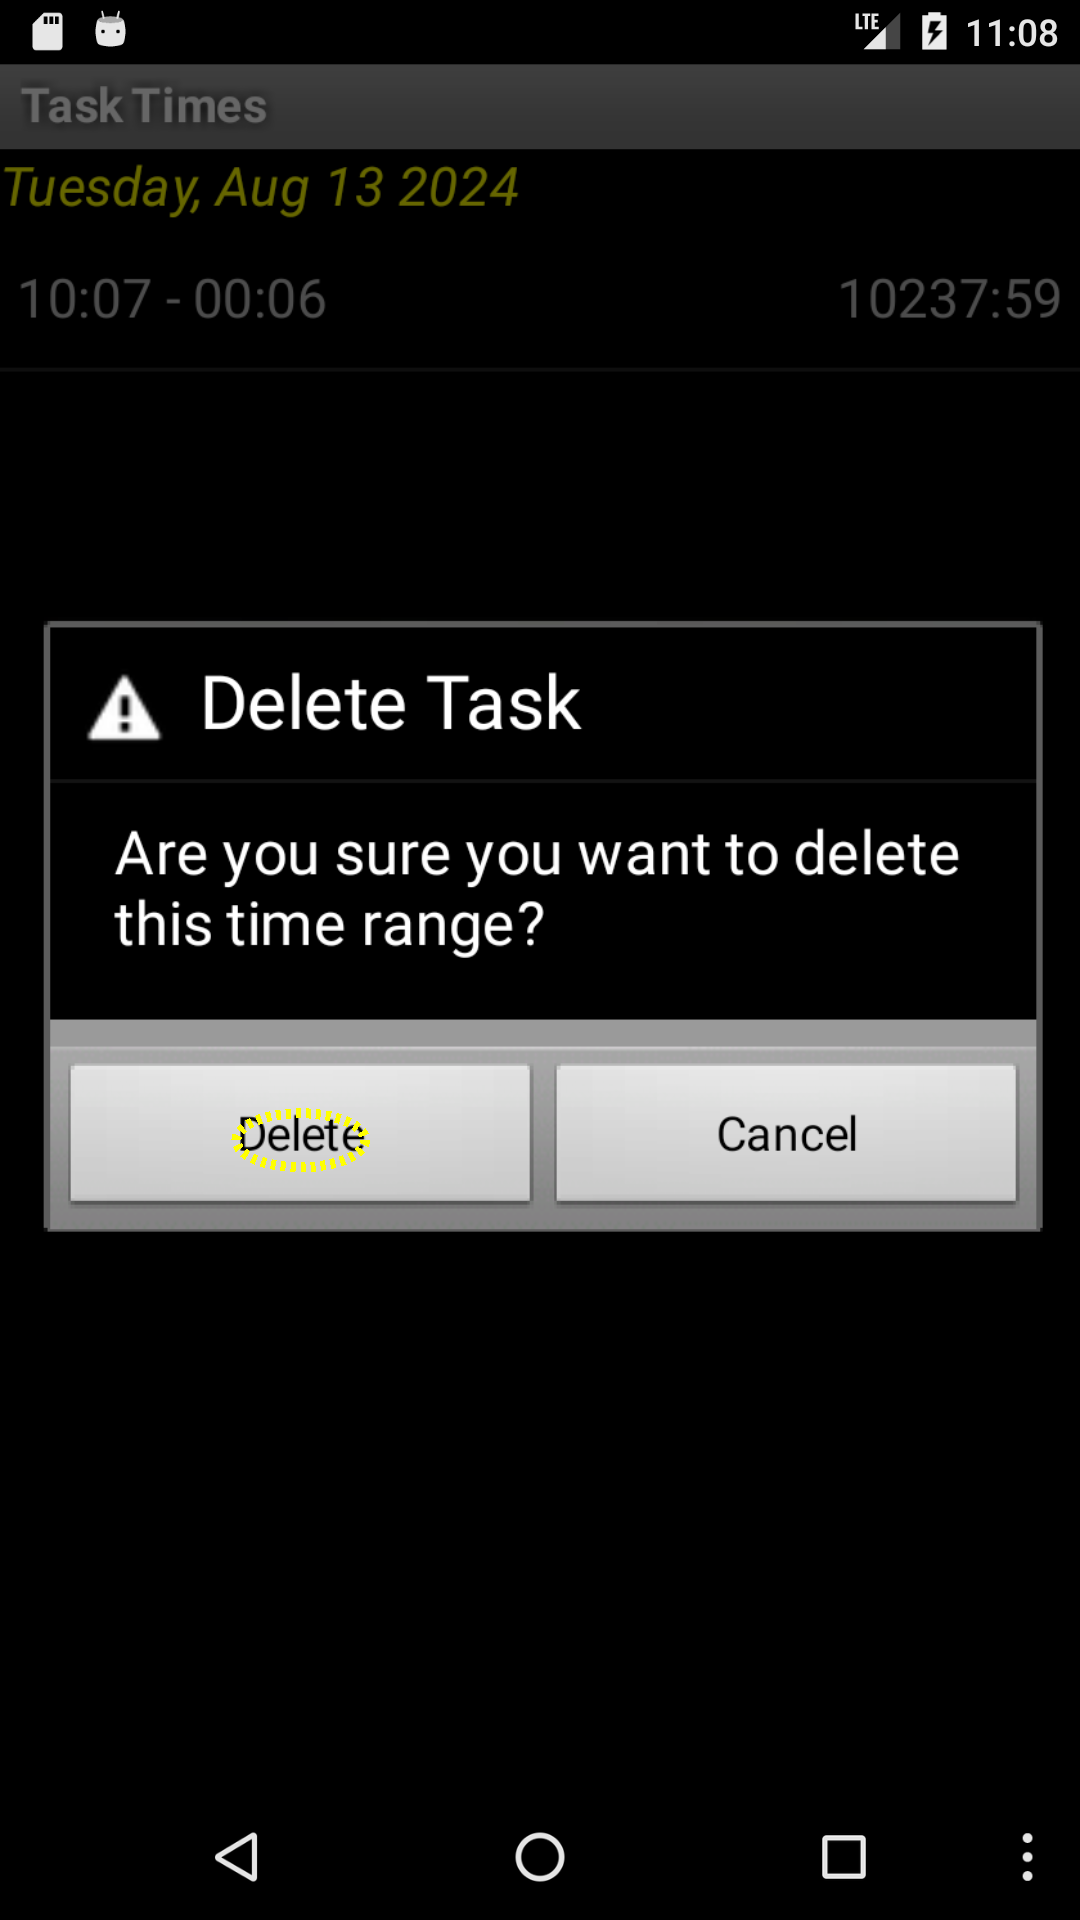 LTE 11:08
Task Times
Tuesday, Aug 13 2024
10:07 - 00:06 10237:59
Delete Task
Are you sure you want to delete
this time range?
Delete Cancel